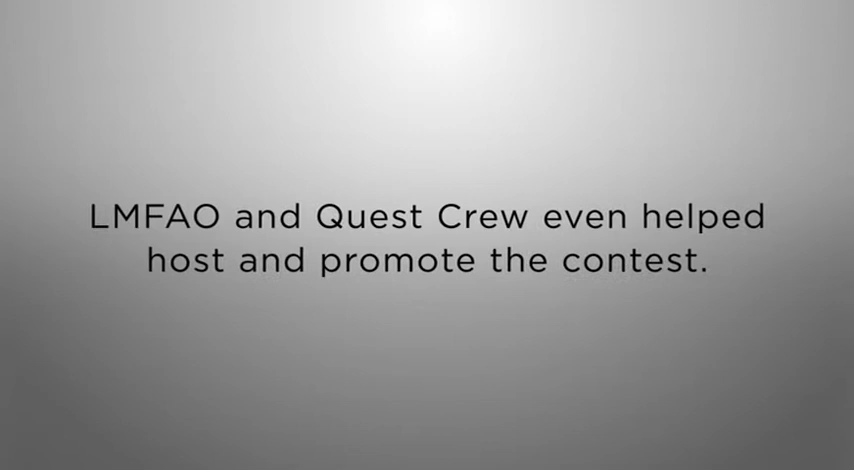 LMFAO and Quest Crew even helped
host and promote the contest.